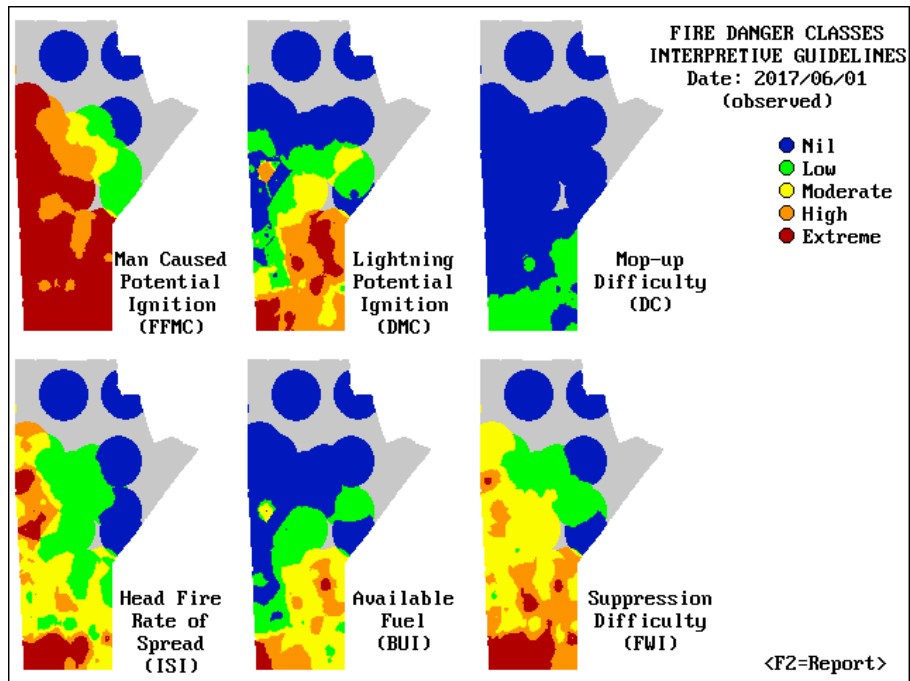 FIRE DANGER CLASSES
INTERPRETIVE GUIDELINES
Date: 2017/06/01
(observed)
Nil
Low
Moderate
High
Extreme
Man Caused
Potential
Ignition
(FFMC)
Lightning
Potential
Ignition
(DMC)
Mop-up
Difficulty
(DC)
Head Fire
Rate of
Spread
(ISI)
Available
Fuel
(BUI)
Suppression
Difficulty
(FWI)
<F2=Report>